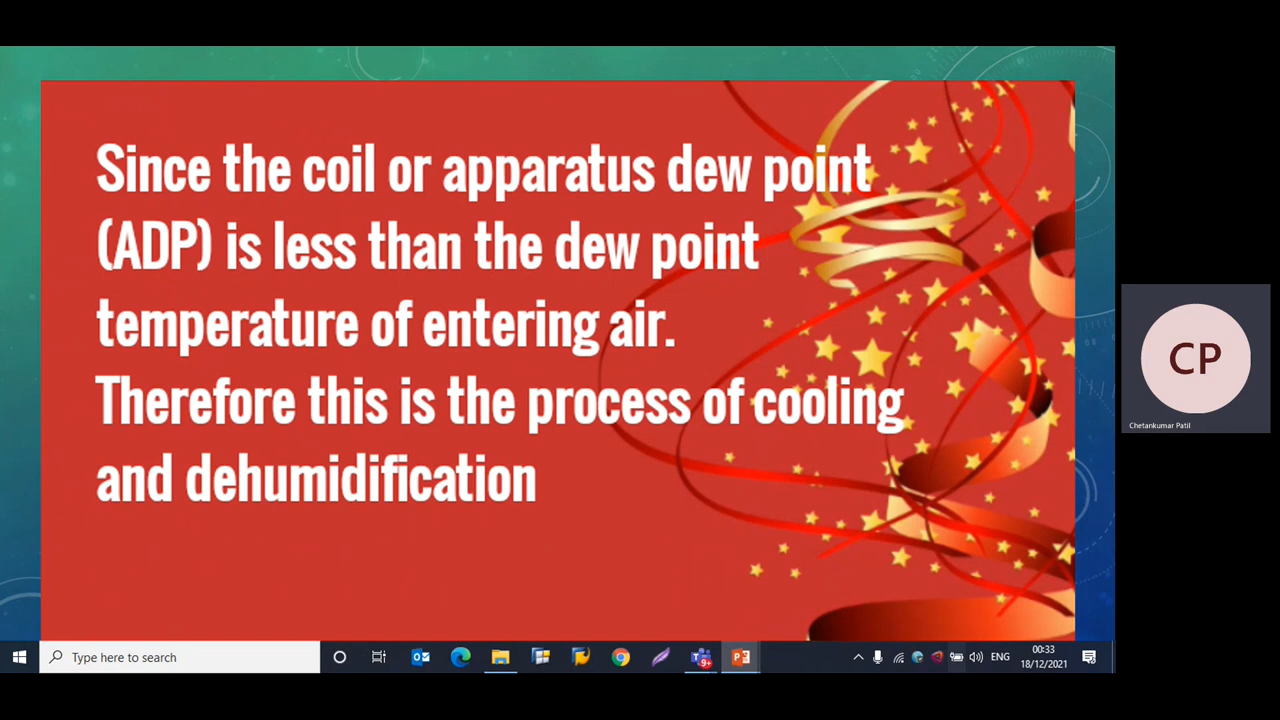 Since the coil or apparatus dew point
(ADP) is less than the dew point
temperature of entering air.
Therefore this is the process of cooling
and dehumidification
CP
Chetankumar Patil
Type here to search
9+
ENG
00:33
18/12/2021